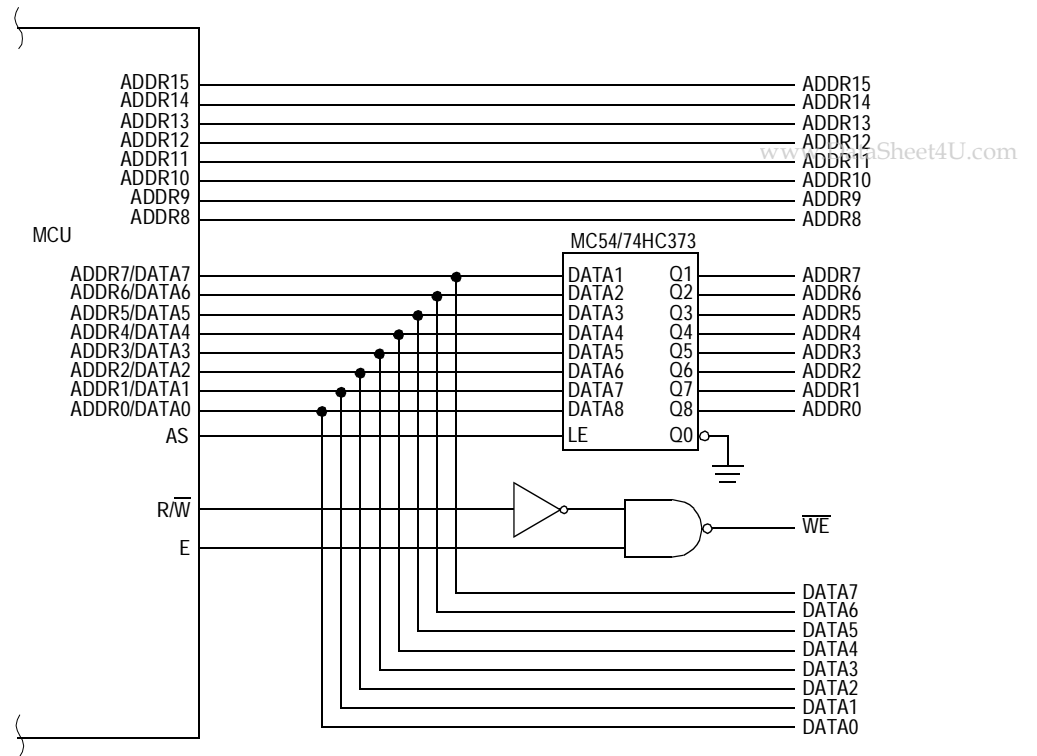 ADDR15 ADDR15
ADDR14 ADDR14
ADDR13 ADDR13
ADDR12 ADDR12
www.DataSheet4U.com
ADDR11 ADDR11
ADDR10 ADDR10
ADDR9 ADDR9
ADDR8 ADDR8
MCU
MC54/74HC373
ADDR7/DATA7 DATA1 Q1 ADDR7
ADDR6/DATA6 DATA2 Q2 ADDR6
ADDR5/DATA5 DATA3 Q3 ADDR5
ADDR4/DATA4 DATA4 Q4 ADDR4
ADDR3/DATA3 DATA5 Q5 ADDR3
ADDR2/DATA2 DATA6 Q6 ADDR2
ADDR1/DATA1 DATA7 Q7 ADDR1
ADDR0/DATA0 DATA8 Q8 ADDR0
AS LE Q0
R/W̅
WE̅
E
DATA7
DATA6
DATA5
DATA4
DATA3
DATA2
DATA1
DATA0